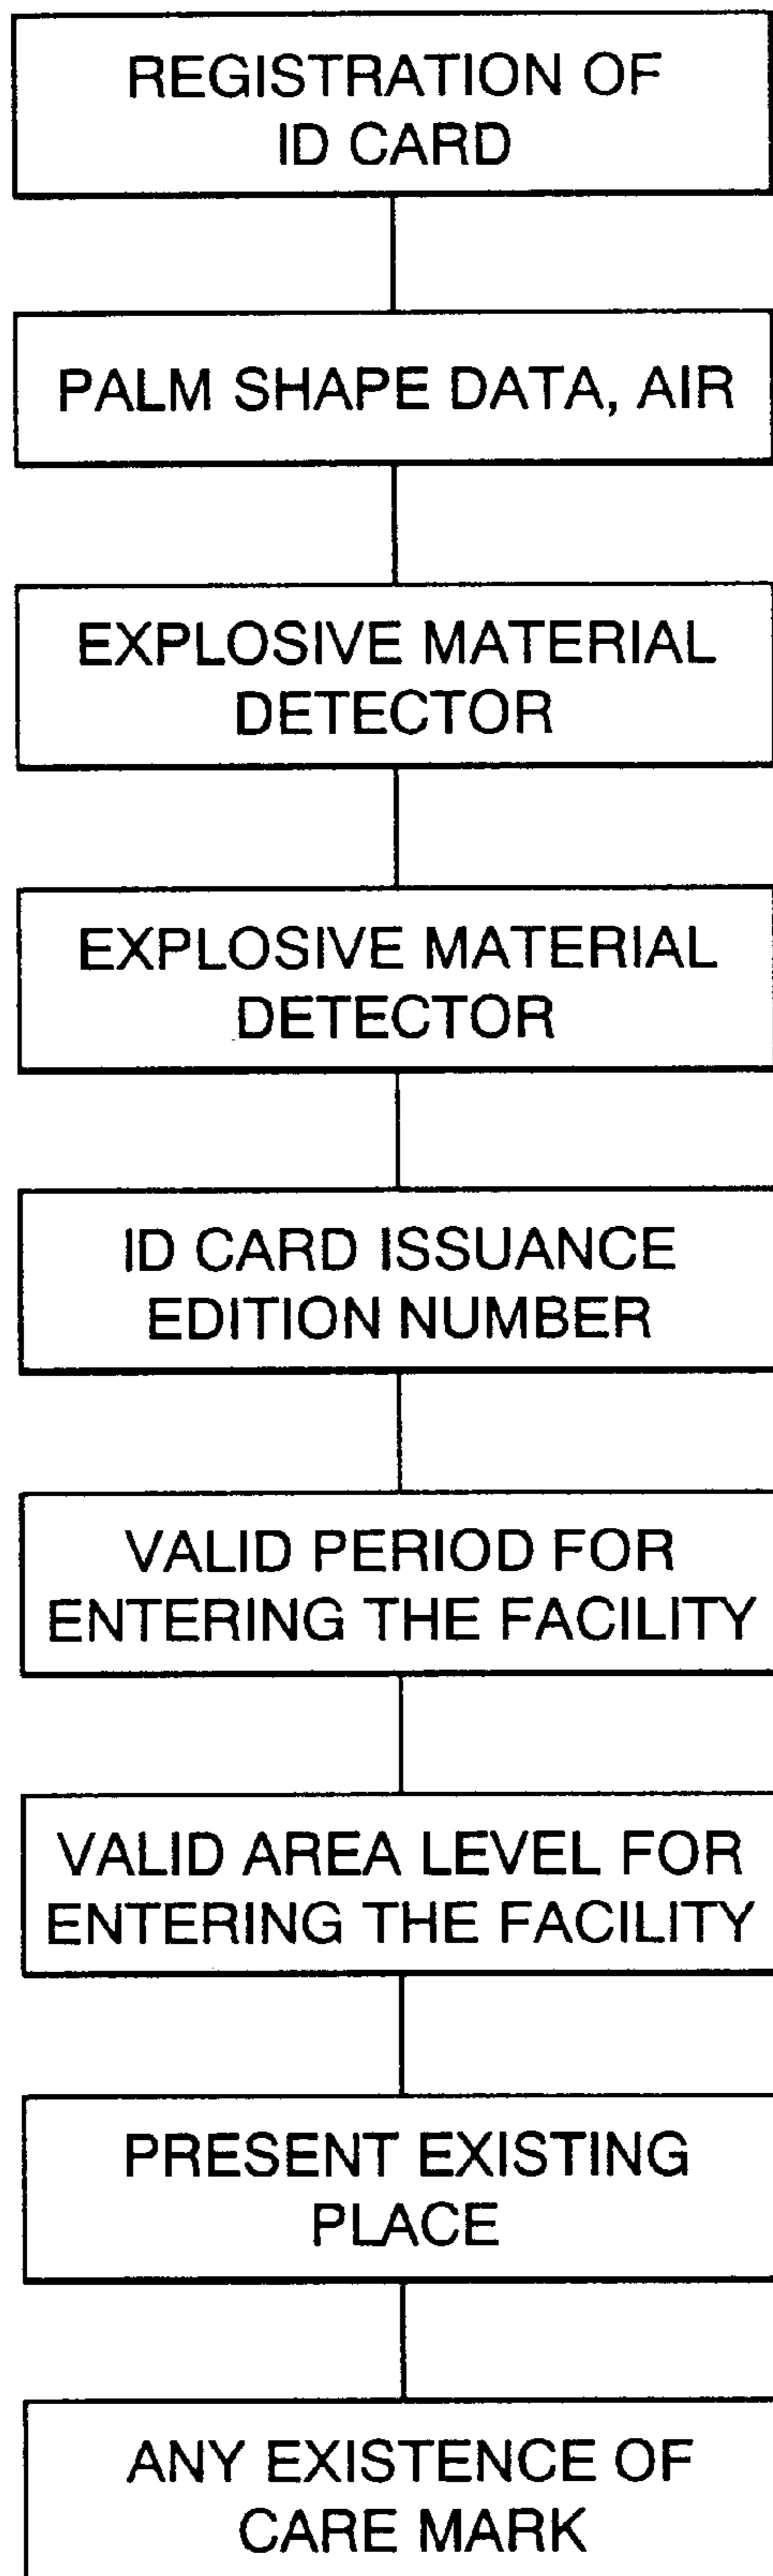 REGISTRATION OF
ID CARD
PALM SHAPE DATA, AIR
EXPLOSIVE MATERIAL
DETECTOR
EXPLOSIVE MATERIAL
DETECTOR
ID CARD ISSUANCE
EDITION NUMBER
VALID PERIOD FOR
ENTERING THE FACILITY
VALID AREA LEVEL FOR
ENTERING THE FACILITY
PRESENT EXISTING
PLACE
ANY EXISTENCE OF
CARE MARK